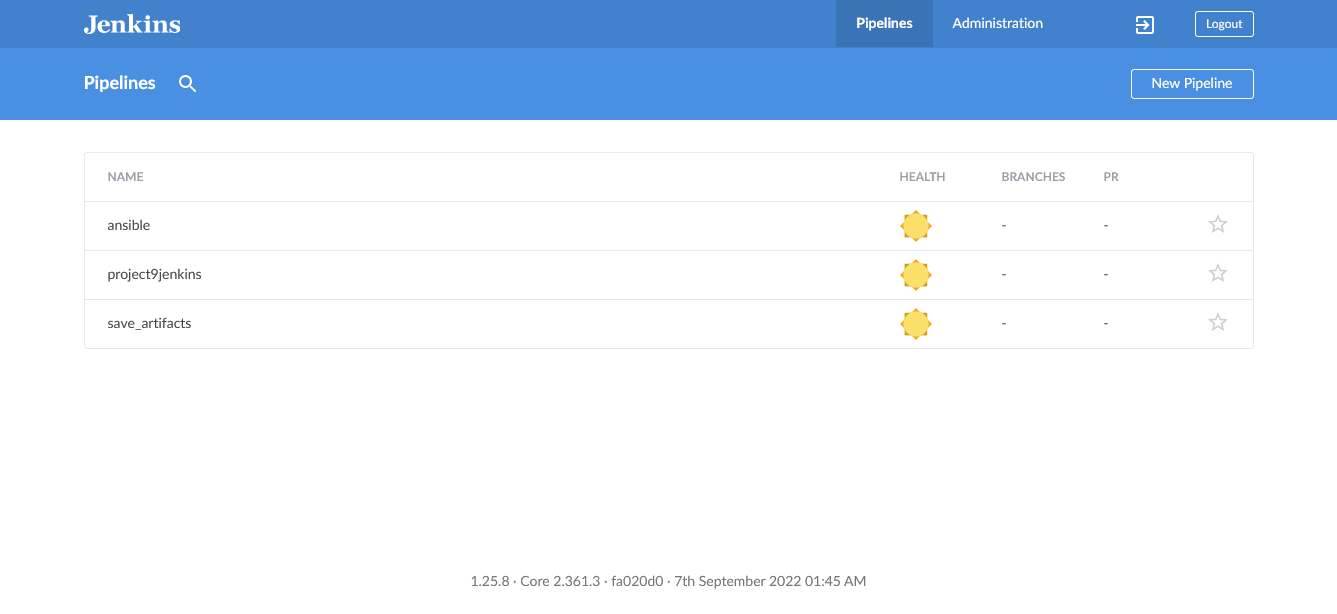 Jenkins Pipelines Administration Logout
Pipelines New Pipeline
NAME HEALTH BRANCHES PR
ansible - -
project9jenkins - -
save_artifacts - -
1.25.8 · Core 2.361.3 · fa020d0 · 7th September 2022 01:45 AM